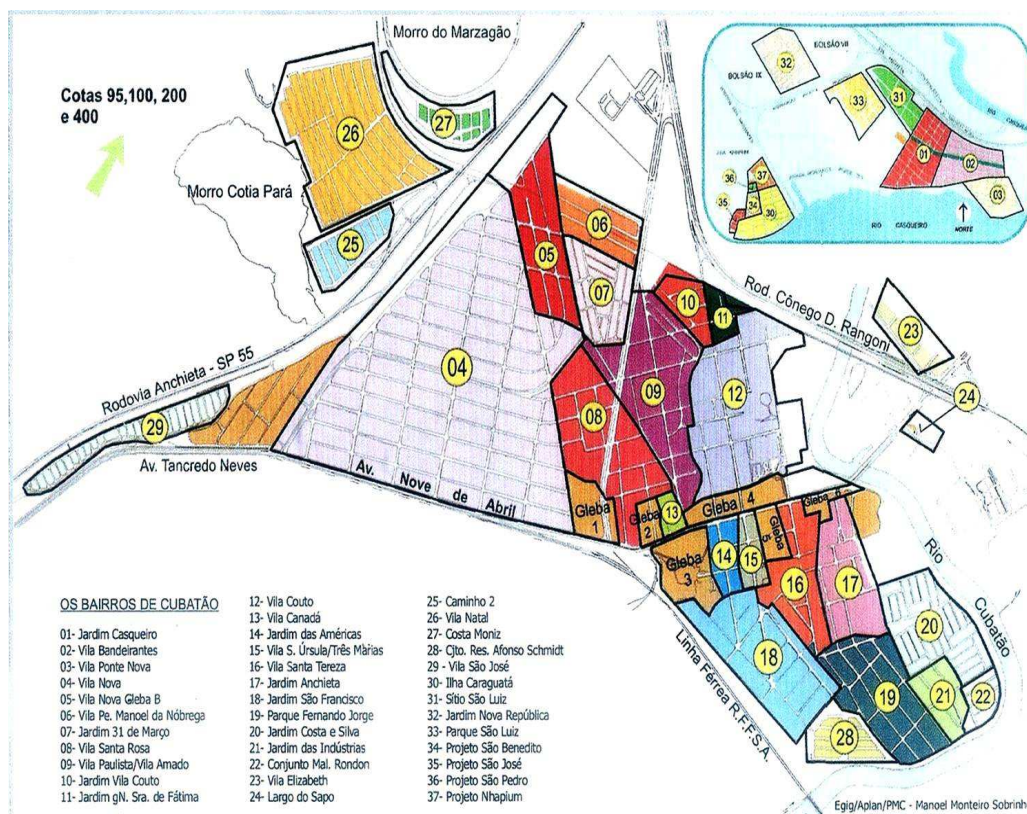 Morro do Marzagão
Cotas 95,100, 200
e 400
Morro Cotia Pará
26
27
25
29
Rodovia Anchieta - SP 55
Av. Tancredo Neves
Av. Nove de Abril
04
05
06
07
08
09
10
11
12
13
Rod. Cônego D. Rangoni
23
24
Gleba 1
Gleba 2
Gleba 3
Gleba 4
Gleba 5
14
15
16
17
18
19
20
21
22
28
Rio Cubatão
Linha Férrea R.F.F.S.A.
BOLSÃO VII
BOLSÃO IX
32
33
31
01
02
03
37
36
34
35
30
RIO CASQUEIRO
NORTE
OS BAIRROS DE CUBATÃO
01- Jardim Casqueiro
02- Vila Bandeirantes
03- Vila Ponte Nova
04- Vila Nova
05- Vila Nova Gleba B
06- Vila Pe. Manoel da Nóbrega
07- Jardim 31 de Março
08- Vila Santa Rosa
09- Vila Paulista/Vila Amado
10- Jardim Vila Couto
11- Jardim gN. Sra. de Fátima
12- Vila Couto
13- Vila Canadá
14- Jardim das Américas
15- Vila S. Úrsula/Três Marias
16- Vila Santa Tereza
17- Jardim Anchieta
18- Jardim São Francisco
19- Parque Fernando Jorge
20- Jardim Costa e Silva
21- Jardim das Indústrias
22- Conjunto Mal. Rondon
23- Vila Elizabeth
24- Largo do Sapo
25- Caminho 2
26- Vila Natal
27- Costa Moniz
28- Cjto. Res. Afonso Schmidt
29 - Vila São José
30- Ilha Caraguatá
31- Sítio São Luiz
32- Jardim Nova República
33- Parque São Luiz
34- Projeto São Benedito
35- Projeto São José
36- Projeto São Pedro
37- Projeto Nhapium
Egig/Aplan/PMC - Manoel Monteiro Sobrinh